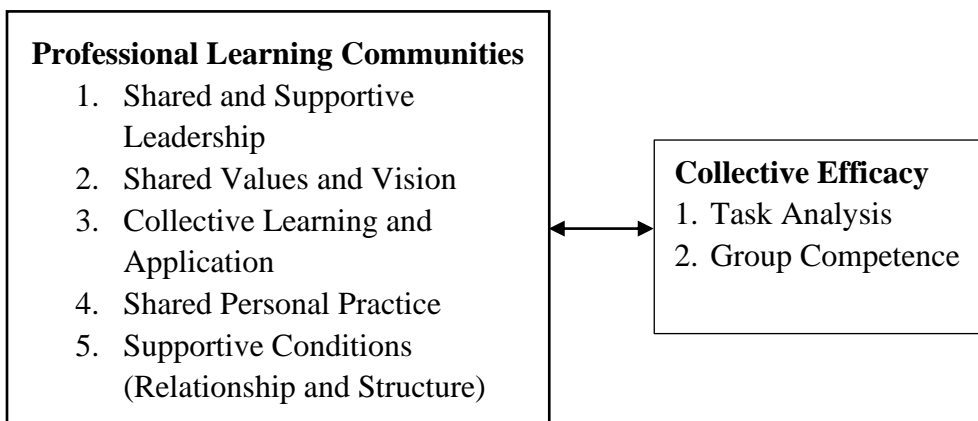 Professional Learning Communities
1. Shared and Supportive
Leadership
2. Shared Values and Vision
3. Collective Learning and
Application
4. Shared Personal Practice
5. Supportive Conditions
(Relationship and Structure)
Collective Efficacy
1. Task Analysis
2. Group Competence